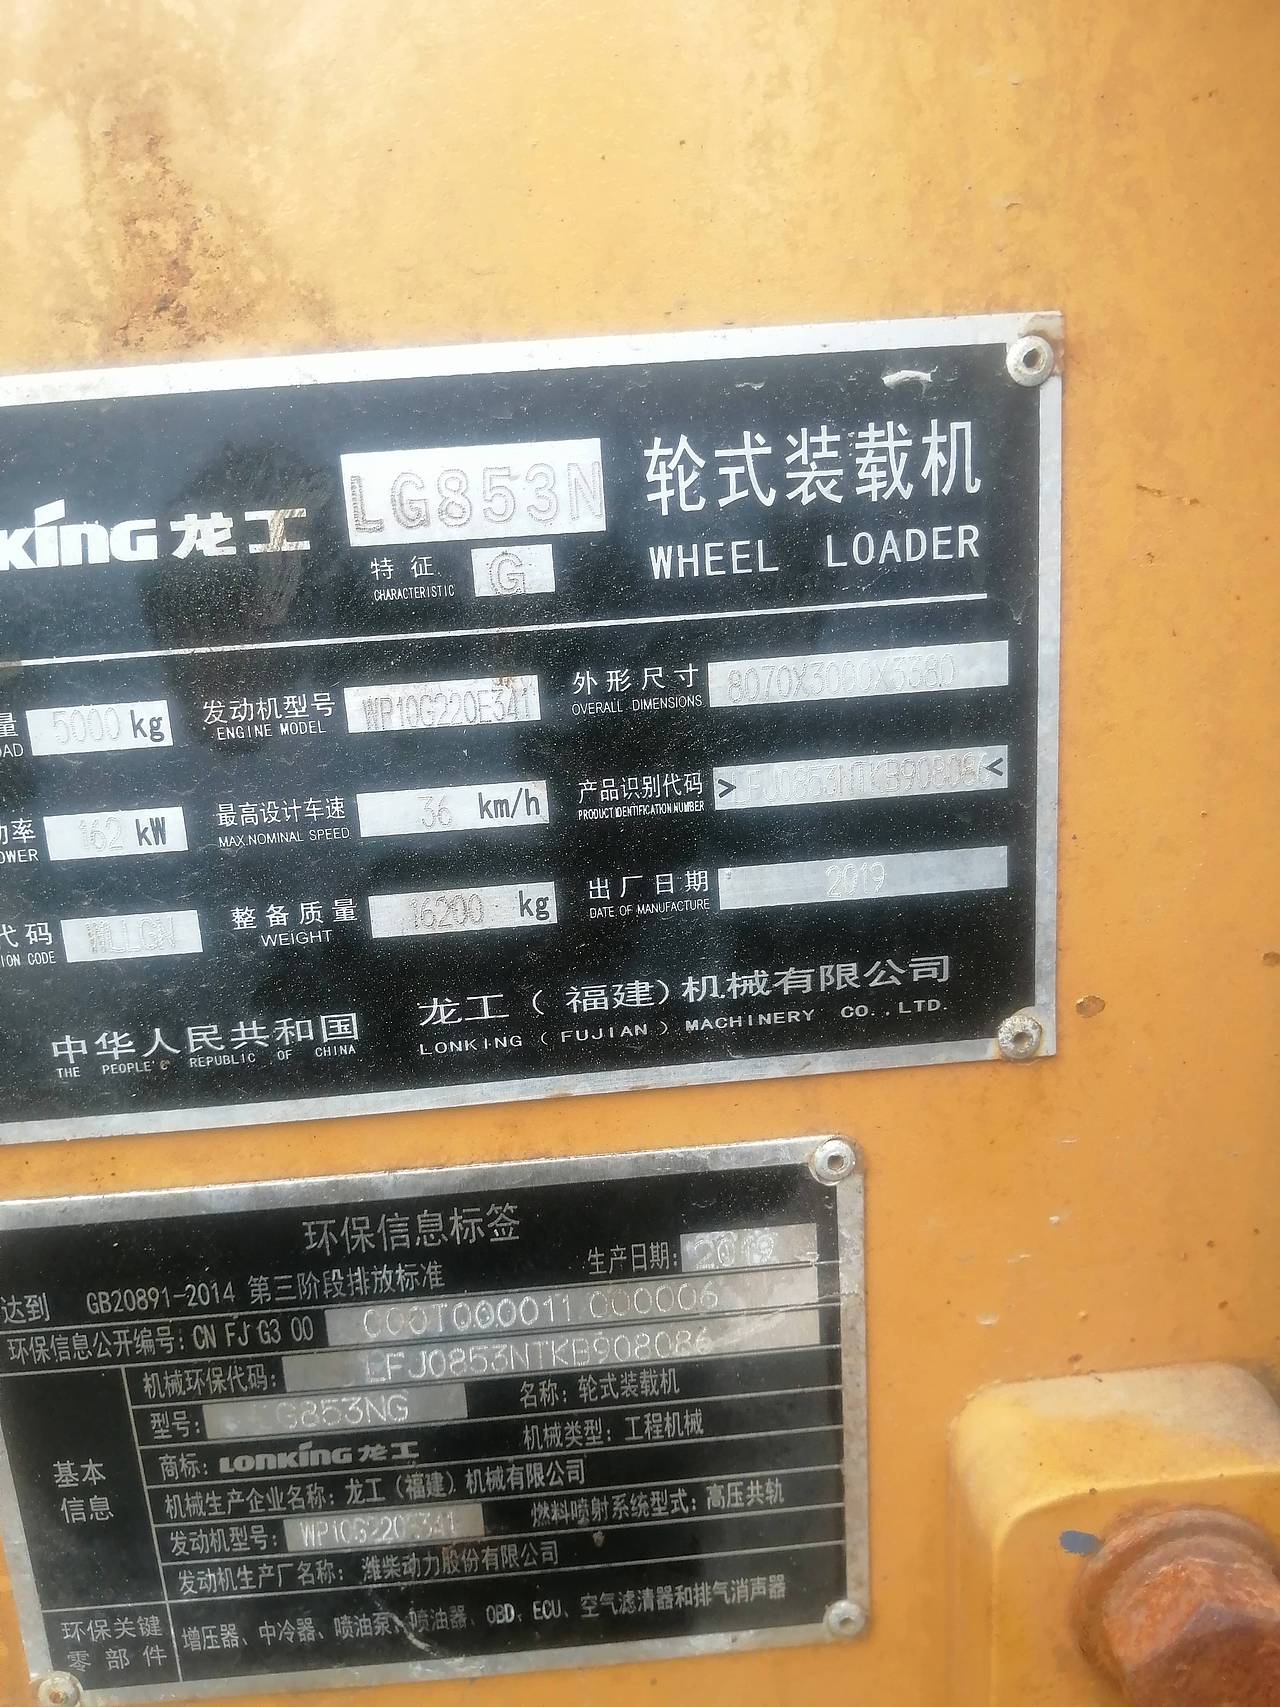 KING龙工 LG853N 轮式装载机
特征 G WHEEL LOADER
CHARACTERISTIC
量 5000 kg 发动机型号 WP10G220E341 外形尺寸 8070X3000X3380
ENGINE MODEL OVERALL DIMENSIONS
率 162 kW 最高设计车速 36 km/h 产品识别代码 >LFJ0853NTKB908086<
MAX.NOMINAL SPEED PRODUCT IDENTIFICATION NUMBER
代码 WLLGN 整备质量 16200 kg 出厂日期 2019
ION CODE WEIGHT DATE OF MANUFACTURE
中华人民共和国 龙工(福建)机械有限公司
THE PEOPLE'S REPUBLIC OF CHINA LONKING (FUJIAN) MACHINERY CO.,LTD.
环保信息标签
达到 GB20891-2014 第三阶段排放标准 生产日期: 2019
环保信息公开编号: CN FJ G3 00 C00T000011 000006
机械环保代码: LFJ0853NTKB908086
型号: LG853NG 名称: 轮式装载机
商标: LONKING 龙工 机械类型: 工程机械
基本信息
机械生产企业名称: 龙工(福建)机械有限公司
发动机型号: WP10G220E341 燃料喷射系统型式: 高压共轨
发动机生产厂名称: 潍柴动力股份有限公司
环保关键零部件 增压器、中冷器、喷油泵、喷油器、OBD、ECU、空气滤清器和排气消声器